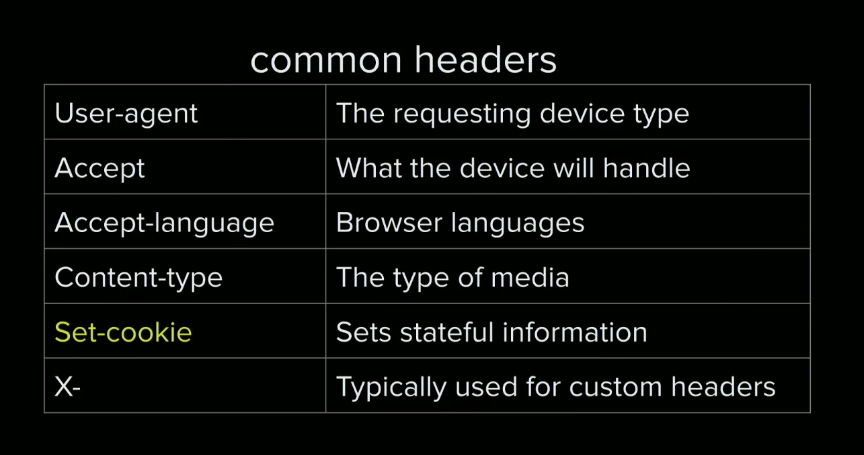 common headers
User-agent The requesting device type
Accept What the device will handle
Accept-language Browser languages
Content-type The type of media
Set-cookie Sets stateful information
X- Typically used for custom headers